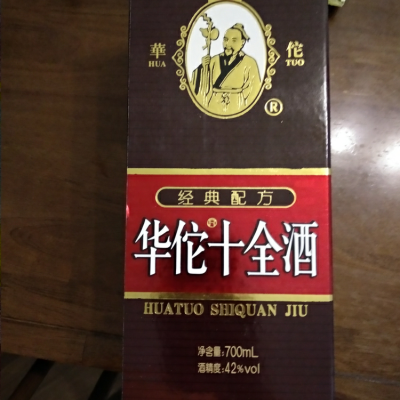 華 佗
HUA TUO
®
经典配方
华佗®十全酒
HUATUO SHIQUAN JIU
净含量:700mL
酒精度:42%vol